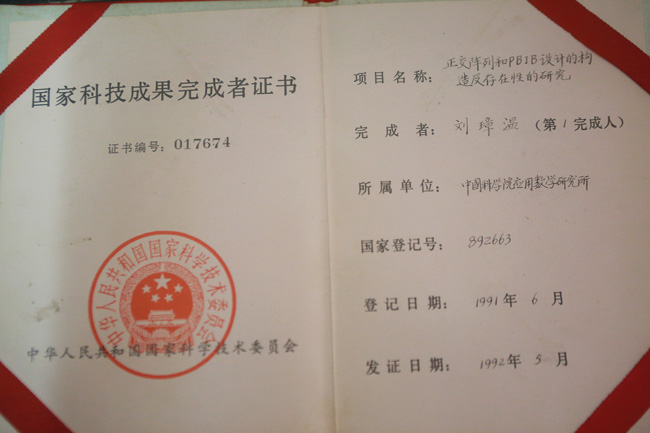 国家科技成果完成者证书
证书编号：017674
中华人民共和国国家科学技术委员会
中华人民共和国国家科学技术委员会
项目名称：正交阵列和PBIB设计的构
造及存在性的研究
完成者：刘璋温（第1完成人）
所属单位：中国科学院应用数学研究所
国家登记号：892663
登记日期：1991年6月
发证日期：1992年5月